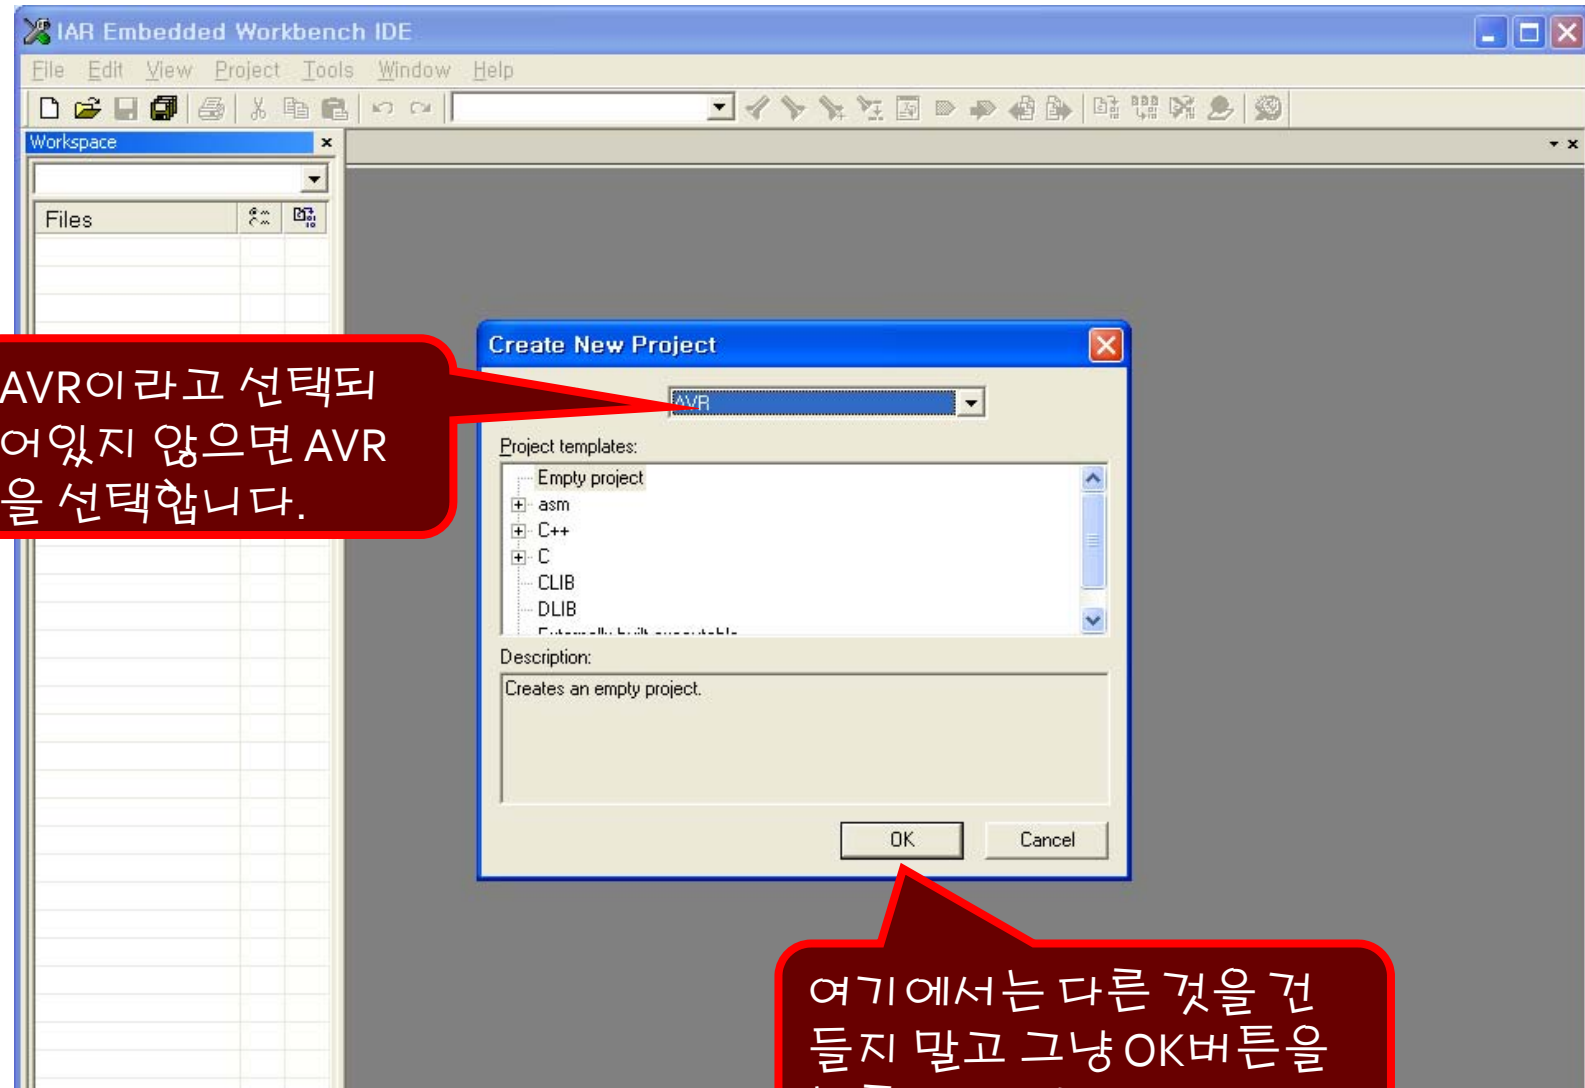 IAR Embedded Workbench IDE
File Edit View Project Tools Window Help
Workspace
Files
Create New Project
AVR
AVR이라고 선택되
어있지 않으면 AVR
을 선택합니다.
Project templates:
Empty project
asm
C++
C
CLIB
DLIB
Externally built executable
Description:
Creates an empty project.
OK Cancel
여기에서는 다른 것을 건
들지 말고 그냥 OK버튼을